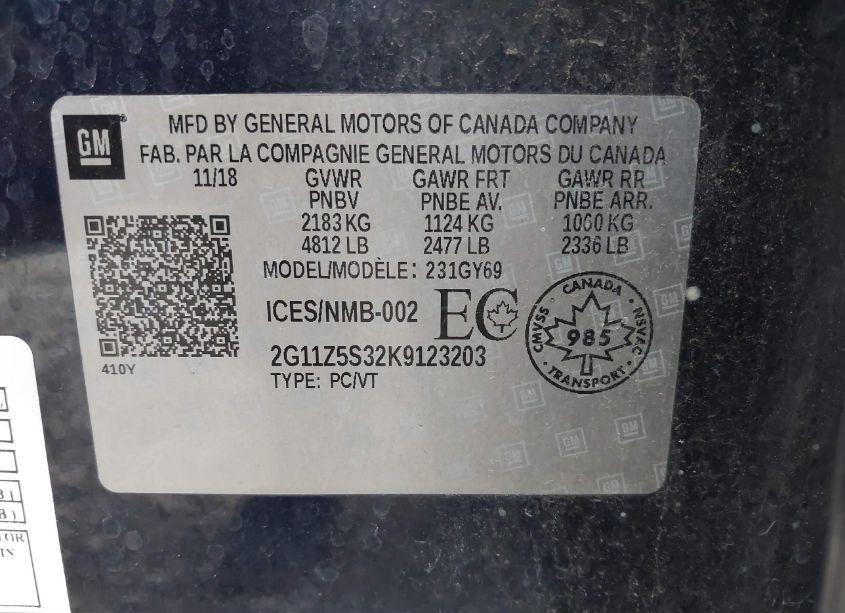 GM
MFD BY GENERAL MOTORS OF CANADA COMPANY
FAB. PAR LA COMPAGNIE GENERAL MOTORS DU CANADA
11/18 GVWR GAWR FRT GAWR RR
PNBV PNBE AV. PNBE ARR.
2183 KG 1124 KG 1060 KG
4812 LB 2477 LB 2336 LB
MODEL/MODÈLE: 231GY69
ICES/NMB-002 EC
CANADA
CMVSS 985 NSVAC
TRANSPORT
2G11Z5S32K9123203
410Y
TYPE: PC/VT
B )
B )